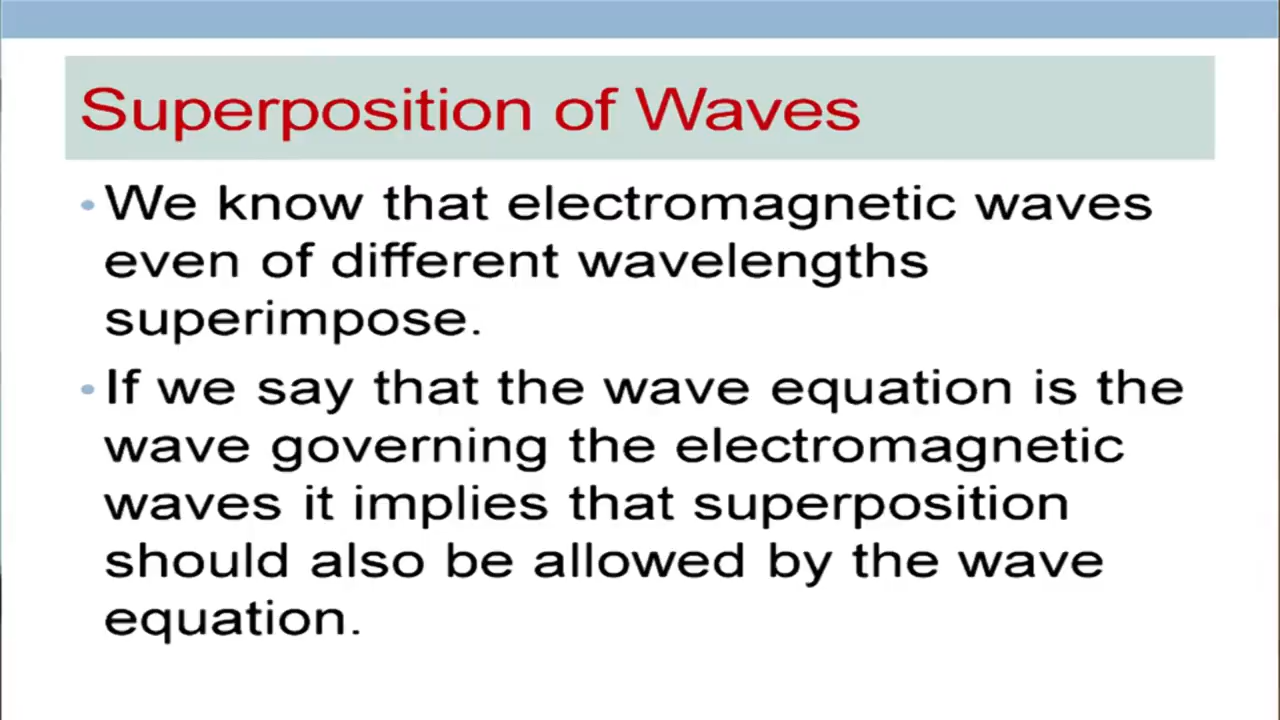 Superposition of Waves
• We know that electromagnetic waves
even of different wavelengths
superimpose.
• If we say that the wave equation is the
wave governing the electromagnetic
waves it implies that superposition
should also be allowed by the wave
equation.